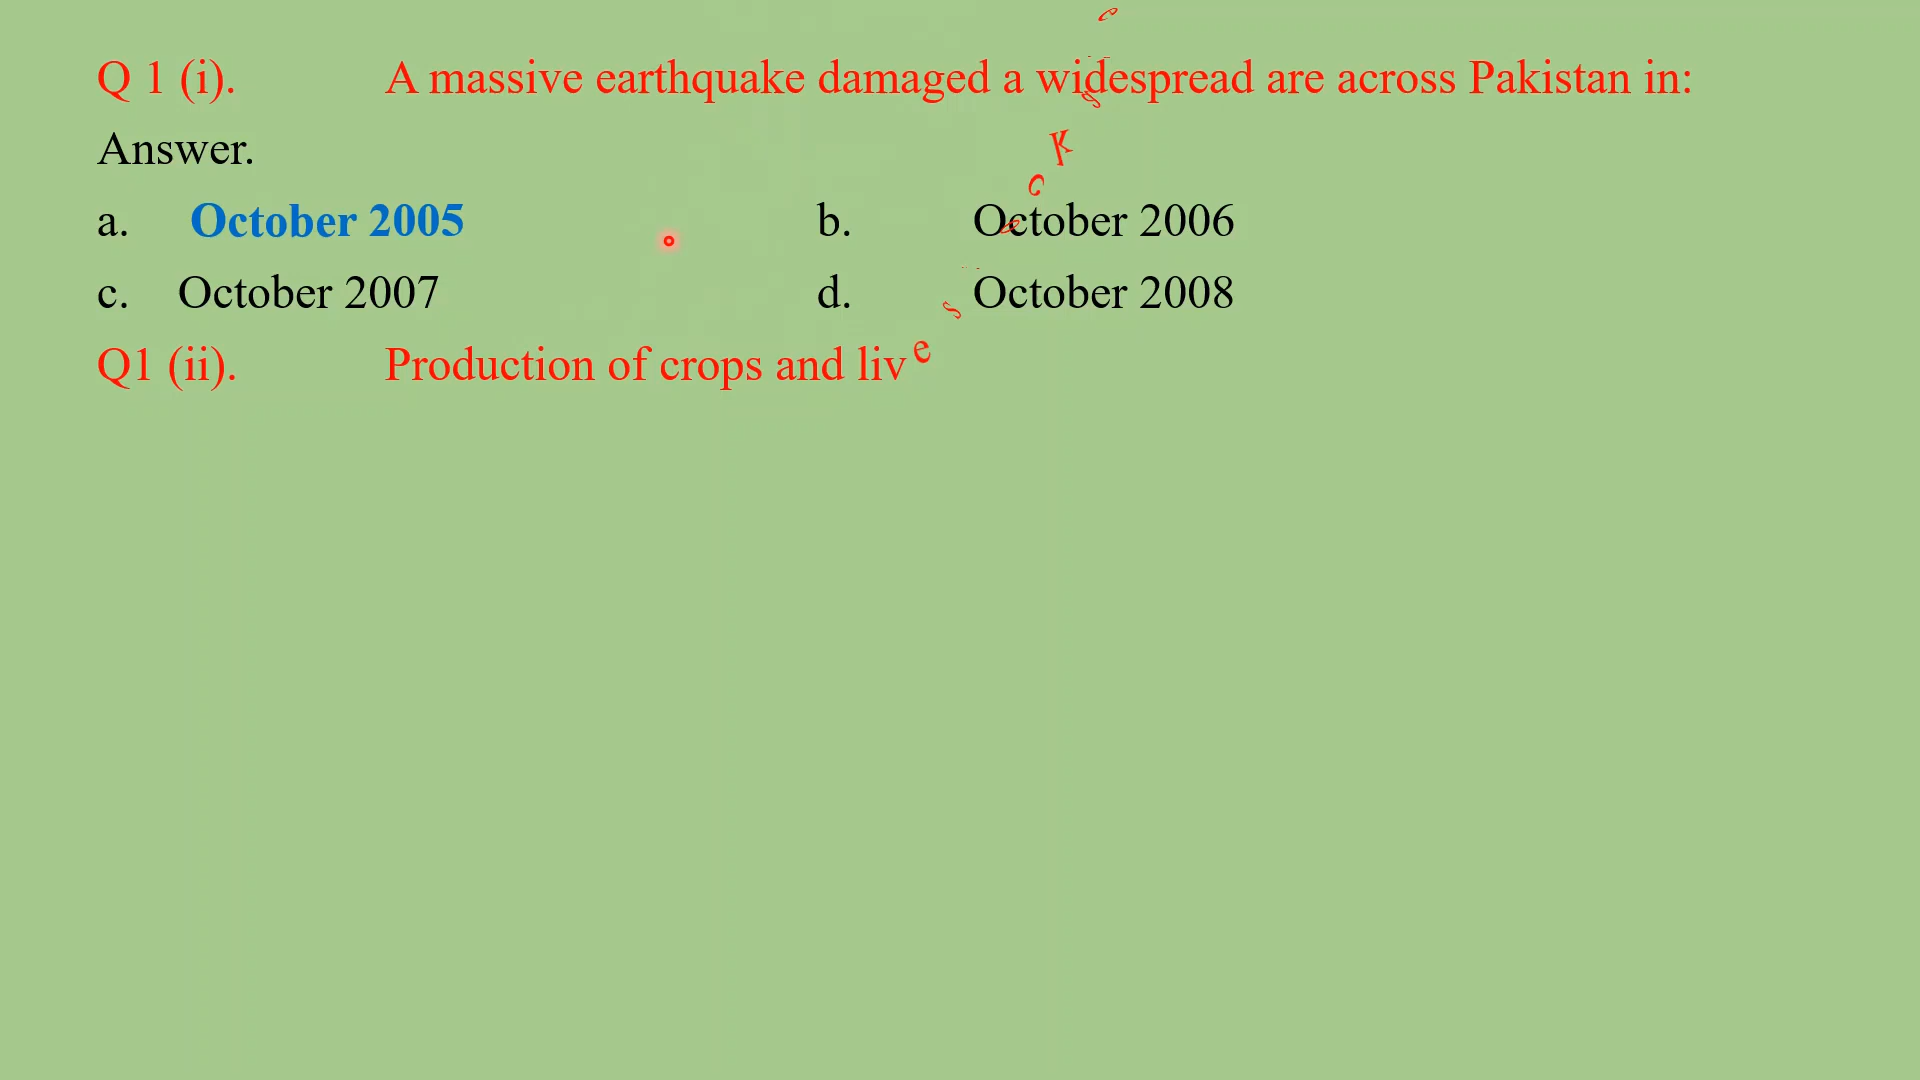 Q 1 (i). A massive earthquake damaged a widespread are across Pakistan in:
Answer.
a. October 2005 b. October 2006
c. October 2007 d. October 2008
Q1 (ii). Production of crops and live